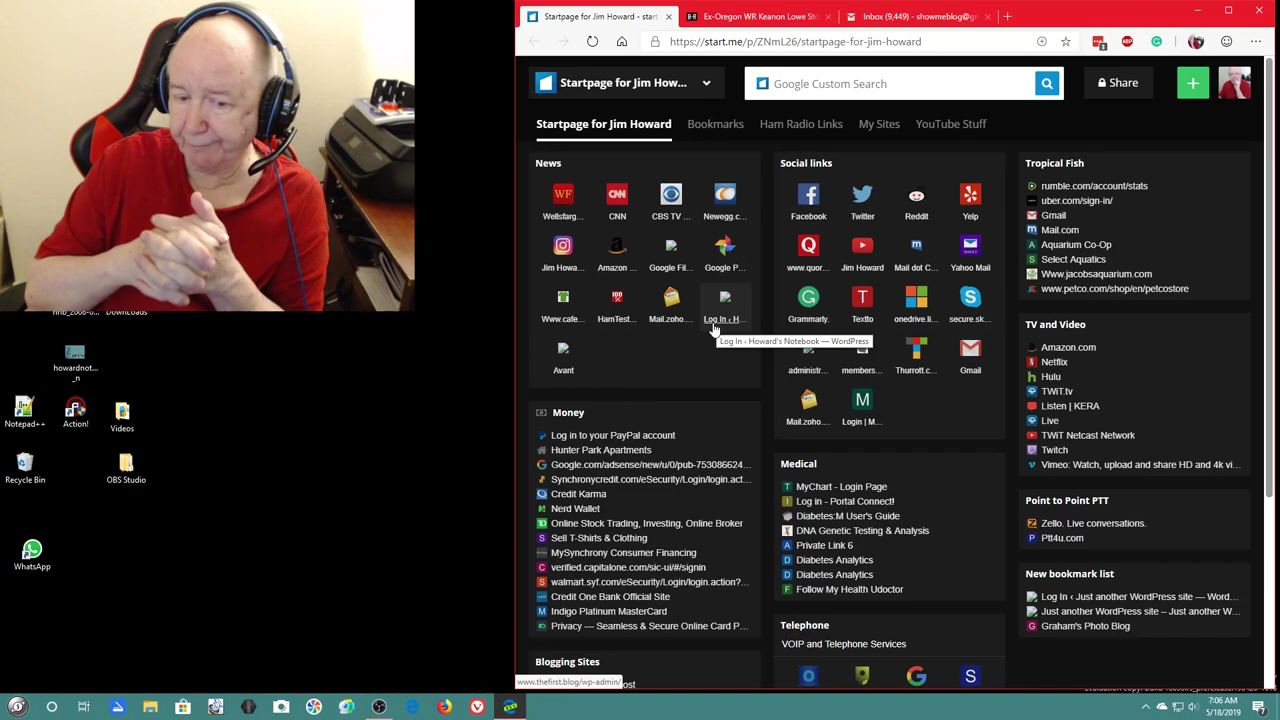 Startpage for Jim Howard - start
Ex-Oregon WR Keanon Lowe Sto
Inbox (9,449) - showmeblog@g
https://start.me/p/ZNmL26/startpage-for-jim-howard
Startpage for Jim How...
Google Custom Search
Share
Startpage for Jim Howard
Bookmarks
Ham Radio Links
My Sites
YouTube Stuff
News
Wellsfarg...
CNN
CBS TV ...
Newegg.c...
Jim Howa...
Amazon ...
Google Fil...
Google P...
Www.cafe...
HamTest...
Mail.zoho...
Log In ‹ H...
Log In ‹ Howard's Notebook — WordPress
Avant
Money
Log in to your PayPal account
Hunter Park Apartments
Google.com/adsense/new/u/0/pub-753086624...
Synchronycredit.com/eSecurity/Login/login.act...
Credit Karma
Nerd Wallet
Online Stock Trading, Investing, Online Broker
Sell T-Shirts & Clothing
MySynchrony Consumer Financing
verified.capitalone.com/sic-ui/#/signin
walmart.syf.com/eSecurity/Login/login.action?...
Credit One Bank Official Site
Indigo Platinum MasterCard
Privacy — Seamless & Secure Online Card P...
Blogging Sites
www.thefirst.blog/wp-admin/
Social links
Facebook
Twitter
Reddit
Yelp
www.quor...
Jim Howard
Mail dot C...
Yahoo Mail
Grammarly.
Textto
onedrive.li...
secure.sk...
administr...
members...
Thurrott.c...
Gmail
Mail.zoho...
Login | M...
Medical
MyChart - Login Page
Log in - Portal Connect!
Diabetes:M User's Guide
DNA Genetic Testing & Analysis
Private Link 6
Diabetes Analytics
Diabetes Analytics
Follow My Health Udoctor
Telephone
VOIP and Telephone Services
Tropical Fish
rumble.com/account/stats
uber.com/sign-in/
Gmail
Mail.com
Aquarium Co-Op
Select Aquatics
Www.jacobsaquarium.com
www.petco.com/shop/en/petcostore
TV and Video
Amazon.com
Netflix
Hulu
TWiT.tv
Listen | KERA
Live
TWiT Netcast Network
Twitch
Vimeo: Watch, upload and share HD and 4k vi...
Point to Point PTT
Zello. Live conversations.
Ptt4u.com
New bookmark list
Log In ‹ Just another WordPress site — Word...
Just another WordPress site – Just another W...
Graham's Photo Blog
howardnot...
_n
Notepad++
Action!
Videos
Recycle Bin
OBS Studio
WhatsApp
7:06 AM
5/18/2019